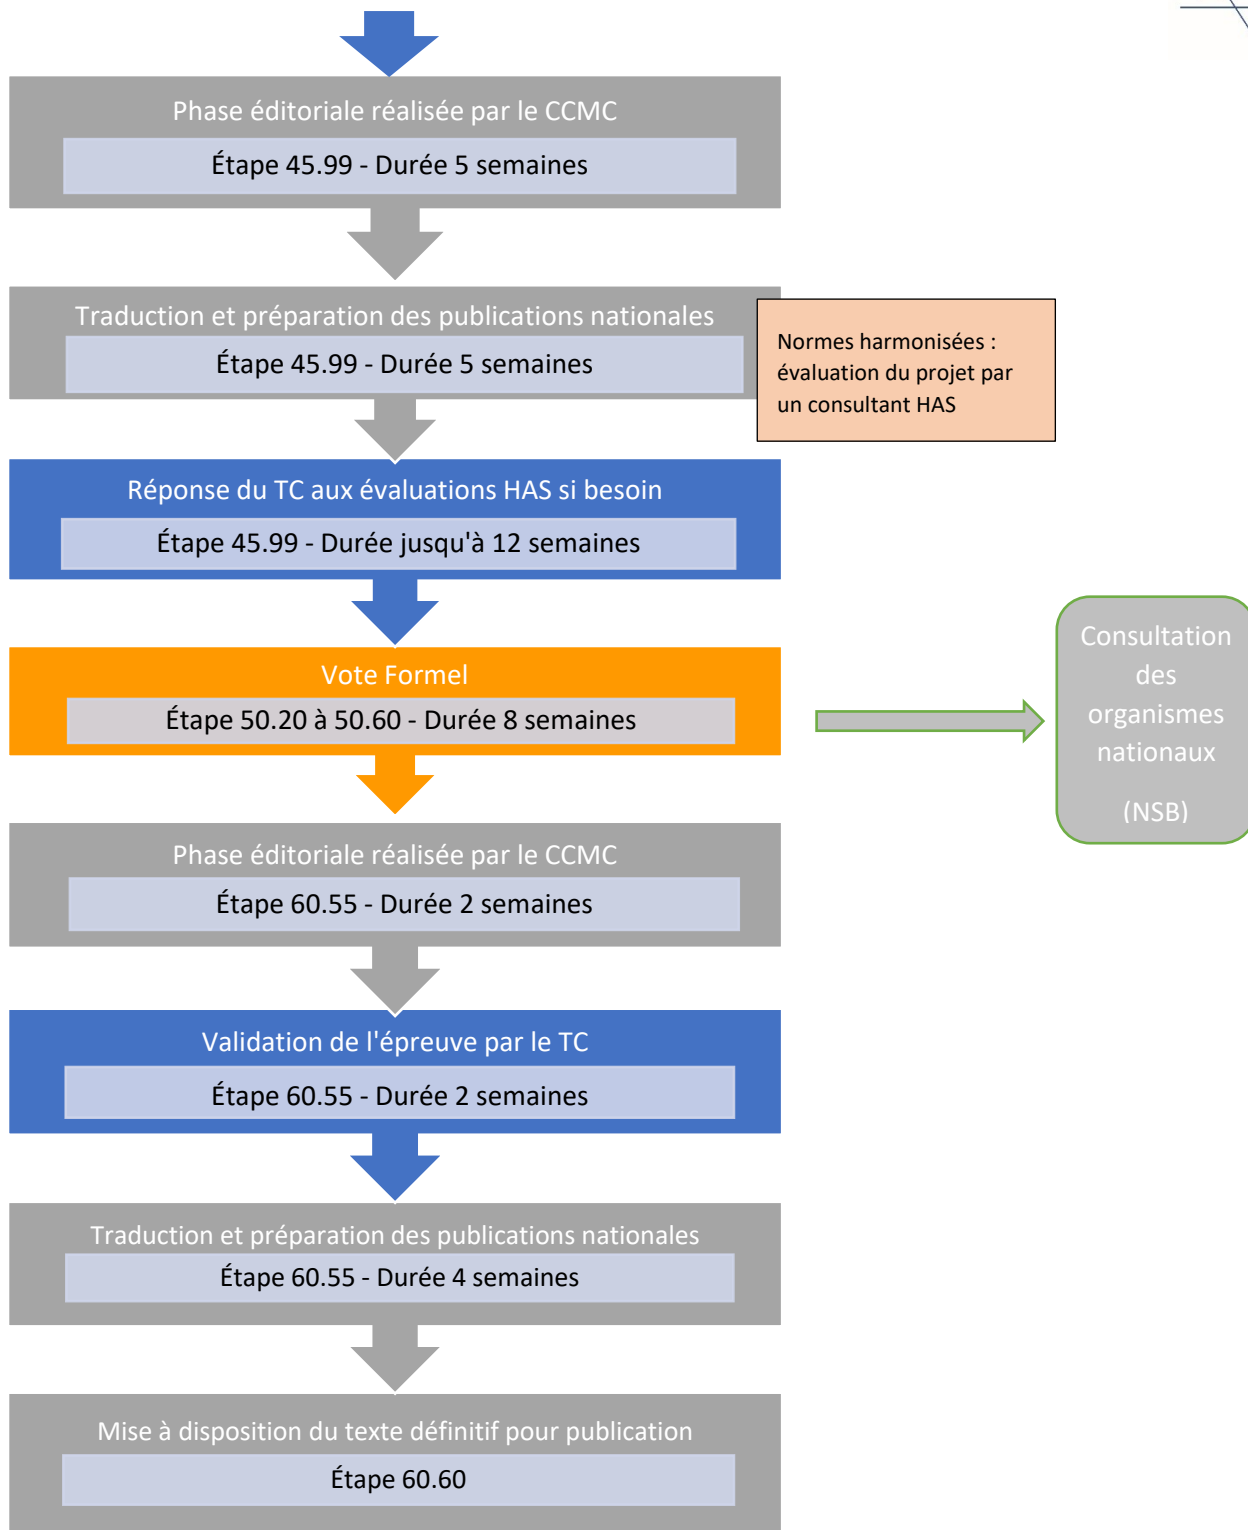 Phase éditoriale réalisée par le CCMC
Étape 45.99 - Durée 5 semaines
Traduction et préparation des publications nationales
Étape 45.99 - Durée 5 semaines
Normes harmonisées :
évaluation du projet par
un consultant HAS
Réponse du TC aux évaluations HAS si besoin
Étape 45.99 - Durée jusqu'à 12 semaines
Vote Formel
Étape 50.20 à 50.60 - Durée 8 semaines
Consultation
des
organismes
nationaux
(NSB)
Phase éditoriale réalisée par le CCMC
Étape 60.55 - Durée 2 semaines
Validation de l'épreuve par le TC
Étape 60.55 - Durée 2 semaines
Traduction et préparation des publications nationales
Étape 60.55 - Durée 4 semaines
Mise à disposition du texte définitif pour publication
Étape 60.60